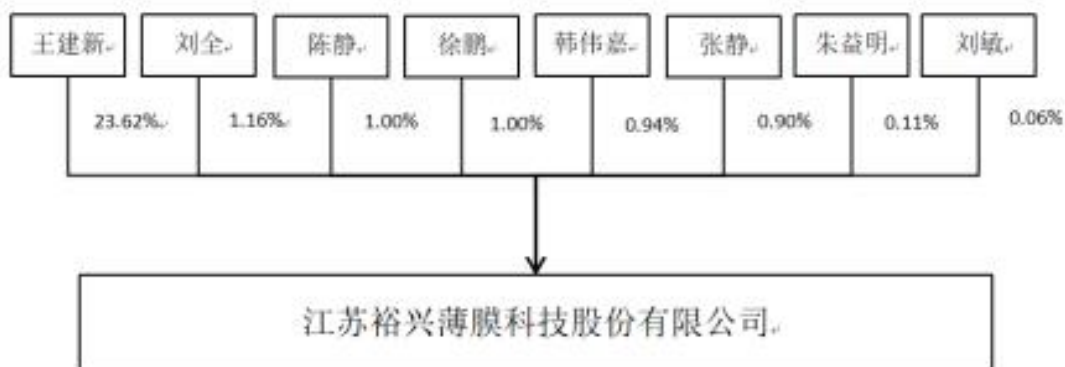 王建新 刘全 陈静 徐鹏 韩伟嘉 张静 朱益明 刘敏
23.62% 1.16% 1.00% 1.00% 0.94% 0.90% 0.11% 0.06%
江苏裕兴薄膜科技股份有限公司